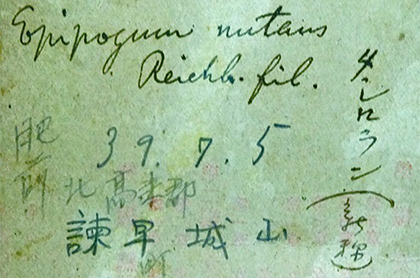 Epipogum nutans
Reichb. fil.
タシロラン
肥前
39.7.5
北高来郡
諫早城山
町